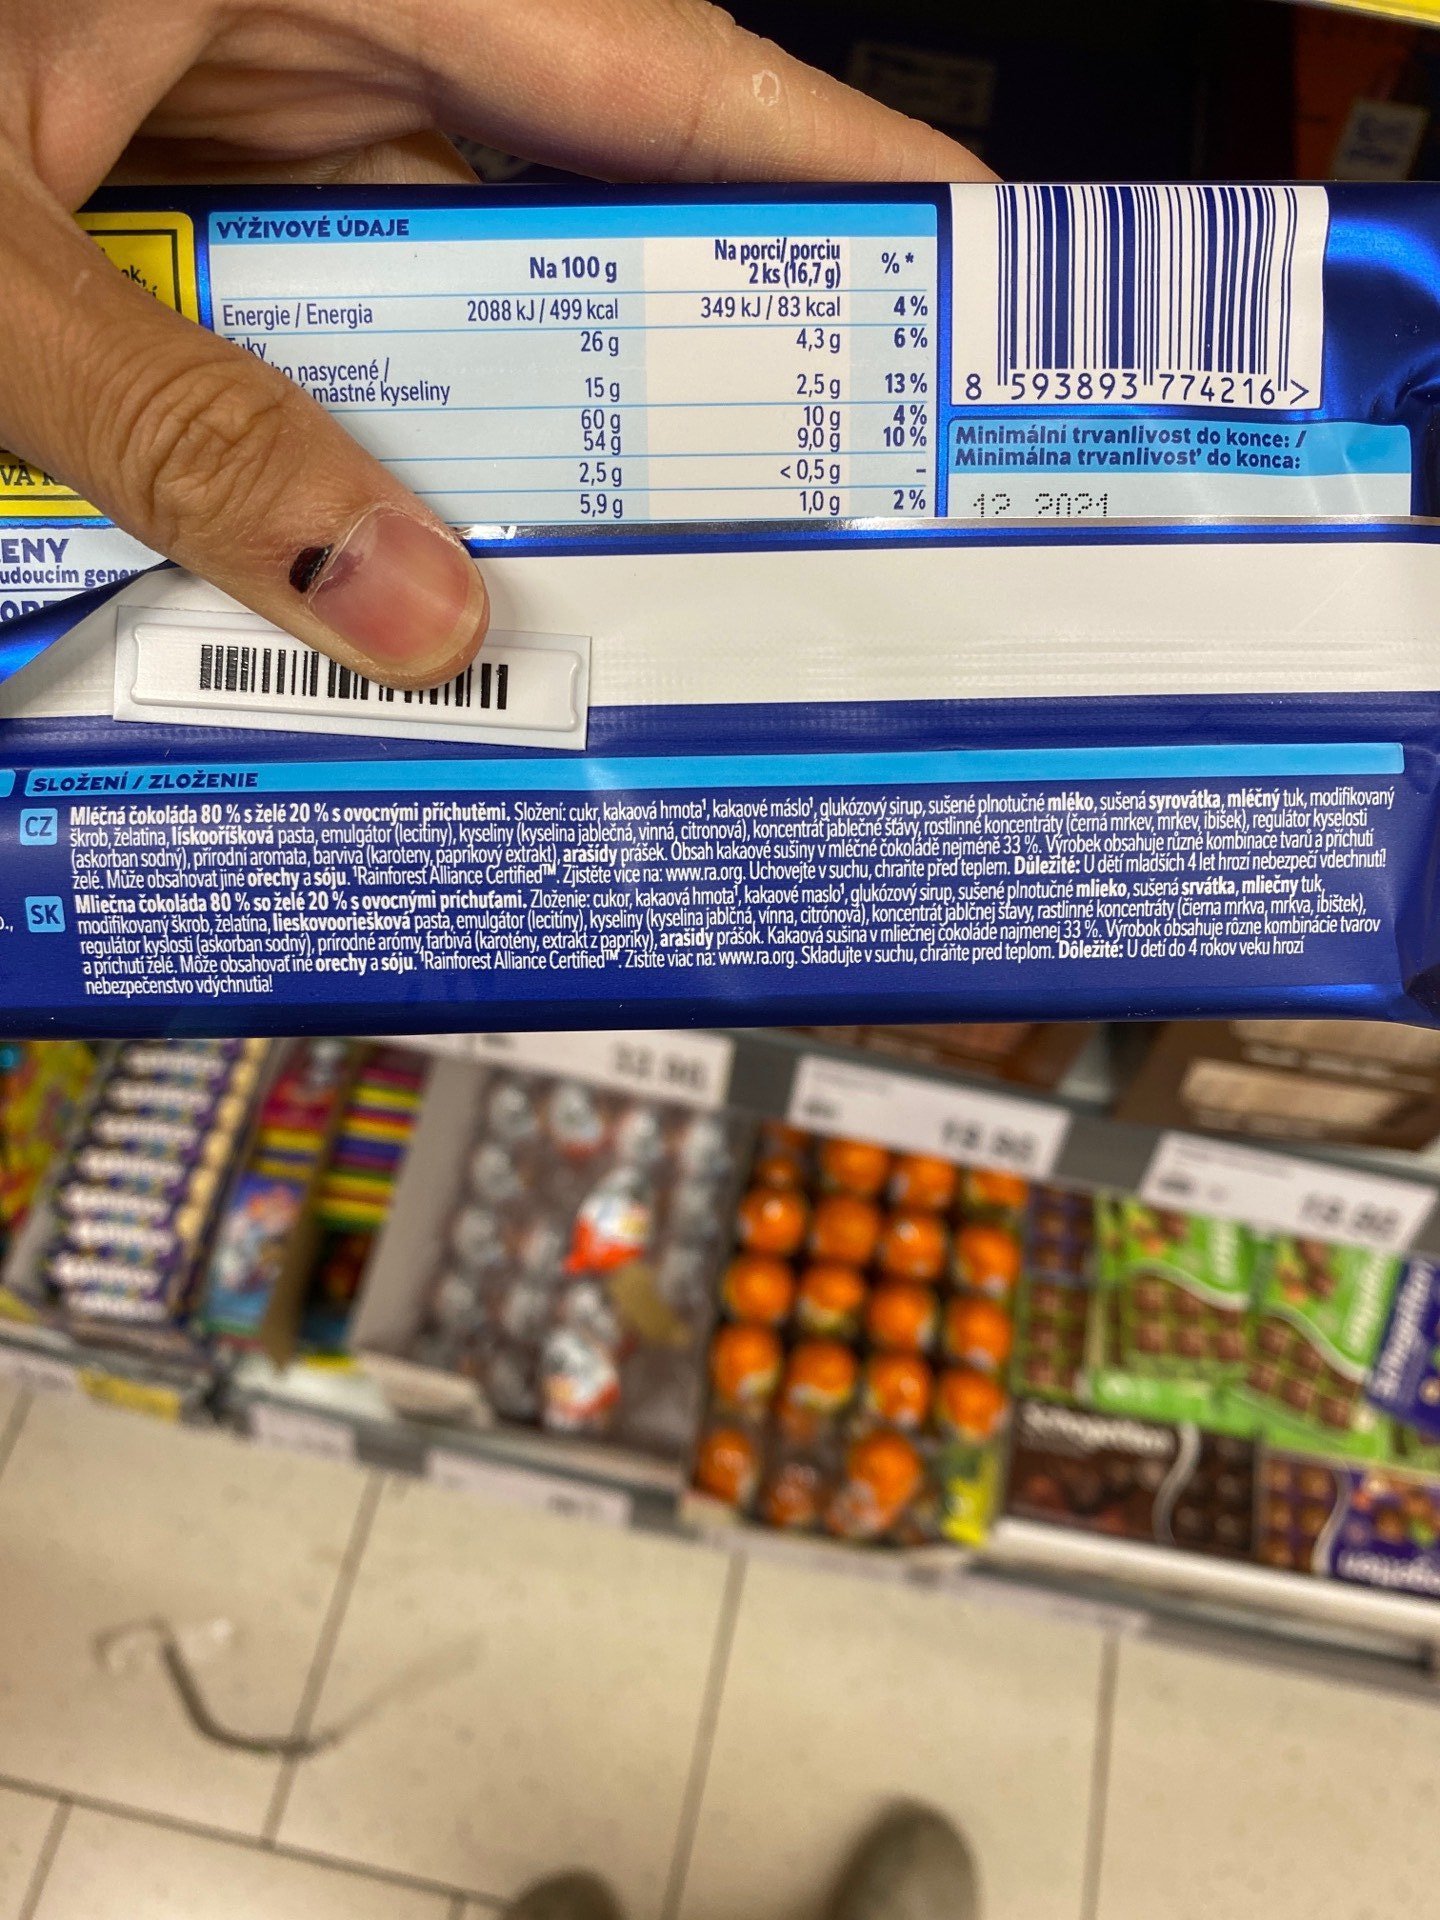 VÝŽIVOVÉ ÚDAJE
Na 100 g
Na porci/porciu
2 ks (16,7 g)
%*
Energie / Energia 2088 kJ / 499 kcal 349 kJ / 83 kcal 4%
26 g 4,3 g 6%
nasycené /
mastné kyseliny 15 g 2,5 g 13%
60 g 10 g 4%
54 g 9,0 g 10%
2,5 g <0,5 g –
5,9 g 1,0 g 2%
8 593893 774216 >
Minimální trvanlivost do konce: /
Minimálna trvanlivosť do konca:
12 2021
ENY
SLOŽENÍ / ZLOŽENIE
CZ
Mléčná čokoláda 80 % s želé 20 % s ovocnými příchutěmi. Složení: cukr, kakaová hmota¹, kakaové máslo¹, glukózový sirup, sušené plnotučné mléko, sušená syrovátka, mléčný tuk, modifikovaný
škrob, želatina, lískooříšková pasta, emulgátor (lecitiny), kyseliny (kyselina jablečná, vinná, citronová), koncentrát jablečné šťávy, rostlinné koncentráty (černá mrkev, mrkev, ibišek), regulátor kyselosti
(askorban sodný), přírodní aromata, barviva (karoteny, paprikový extrakt), arašídy prášek. Obsah kakaové sušiny v mléčné čokoládě nejméně 33 %. Výrobek obsahuje různé kombinace tvarů a příchutí
želé. Může obsahovat jiné ořechy a sóju. ¹Rainforest Alliance Certified™. Zjistěte více na: www.ra.org. Uchovejte v suchu, chraňte před teplem. Důležité: U dětí mladších 4 let hrozí nebezpečí vdechnutí!
SK
Mliečna čokoláda 80 % so želé 20 % s ovocnými príchuťami. Zloženie: cukor, kakaová hmota¹, kakaové maslo¹, glukózový sirup, sušené plnotučné mlieko, sušená srvátka, mliečny tuk,
modifikovaný škrob, želatína, lieskovooriešková pasta, emulgátor (lecitíny), kyseliny (kyselina jablčná, vínna, citrónová), koncentrát jablčnej šťavy, rastlinné koncentráty (čierna mrkva, mrkva, ibištek),
regulátor kyslosti (askorban sodný), prírodné arómy, farbivá (karotény, extrakt z papriky), arašidy prášok. Kakaová sušina v mliečnej čokoláde najmenej 33 %. Výrobok obsahuje rôzne kombinácie tvarov
a príchutí želé. Môže obsahovať iné orechy a sóju. ¹Rainforest Alliance Certified™. Zistite viac na: www.ra.org. Skladujte v suchu, chráňte pred teplom. Dôležité: U detí do 4 rokov veku hrozí
nebezpečenstvo vdýchnutia!
18.90